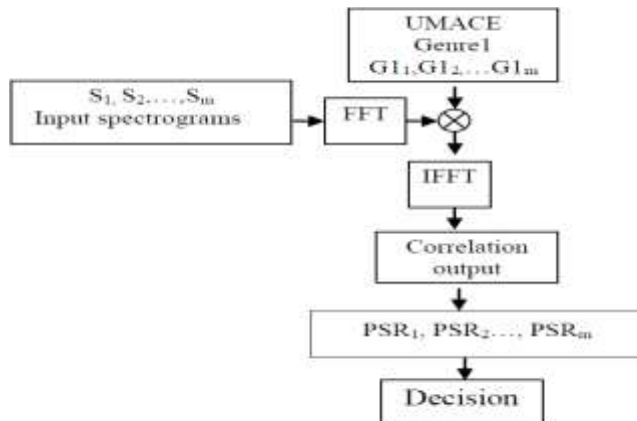 UMACE
Genre1
G1₁,G1₂,...G1ₘ
S₁, S₂,...,Sₘ
Input spectrograms
FFT
IFFT
Correlation
output
PSR₁, PSR₂..., PSRₘ
Decision